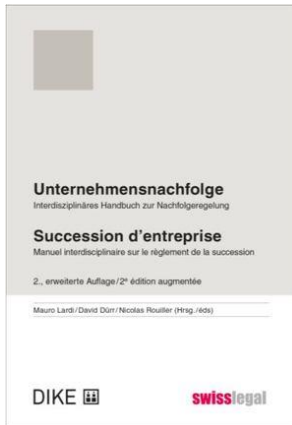 Unternehmensnachfolge
Interdisziplinäres Handbuch zur Nachfolgeregelung
Succession d'entreprise
Manuel interdisciplinaire sur le règlement de la succession
2., erweiterte Auflage/2e édition augmentée
Mauro Lardi/David Dürr/Nicolas Rouiller (Hrsg./éds)
DIKE
swisslegal